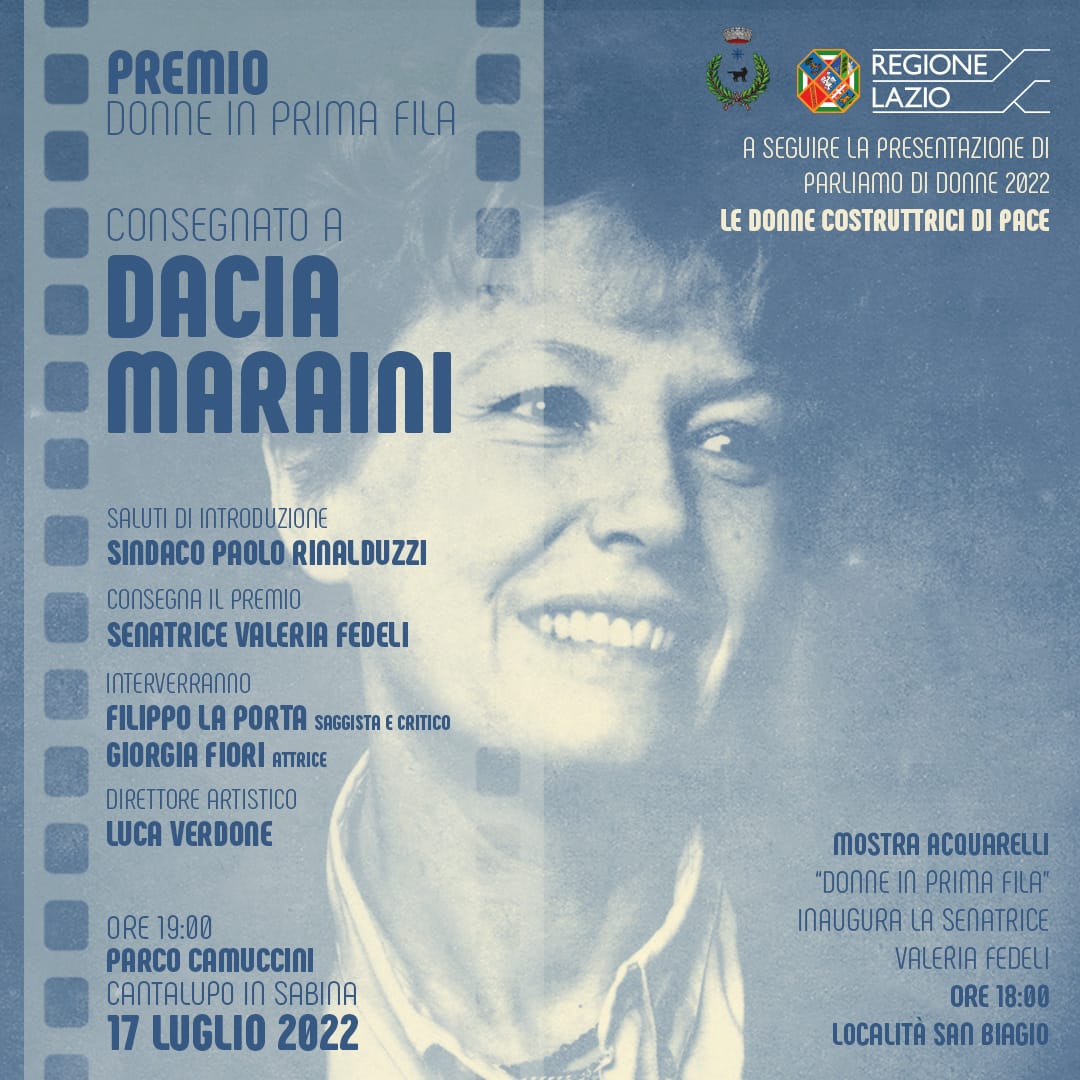 PREMIO
DONNE IN PRIMA FILA
CONSEGNATO A
DACIA
MARAINI
SALUTI DI INTRODUZIONE
SINDACO PAOLO RINALDUZZI
CONSEGNA IL PREMIO
SENATRICE VALERIA FEDELI
INTERVERRANNO
FILIPPO LA PORTA SAGGISTA E CRITICO
GIORGIA FIORI ATTRICE
DIRETTORE ARTISTICO
LUCA VERDONE
ORE 19:00
PARCO CAMUCCINI
CANTALUPO IN SABINA
17 LUGLIO 2022
REGIONE
LAZIO
A SEGUIRE LA PRESENTAZIONE DI
PARLIAMO DI DONNE 2022
LE DONNE COSTRUTTRICI DI PACE
MOSTRA ACQUARELLI
“DONNE IN PRIMA FILA”
INAUGURA LA SENATRICE
VALERIA FEDELI
ORE 18:00
LOCALITÀ SAN BIAGIO